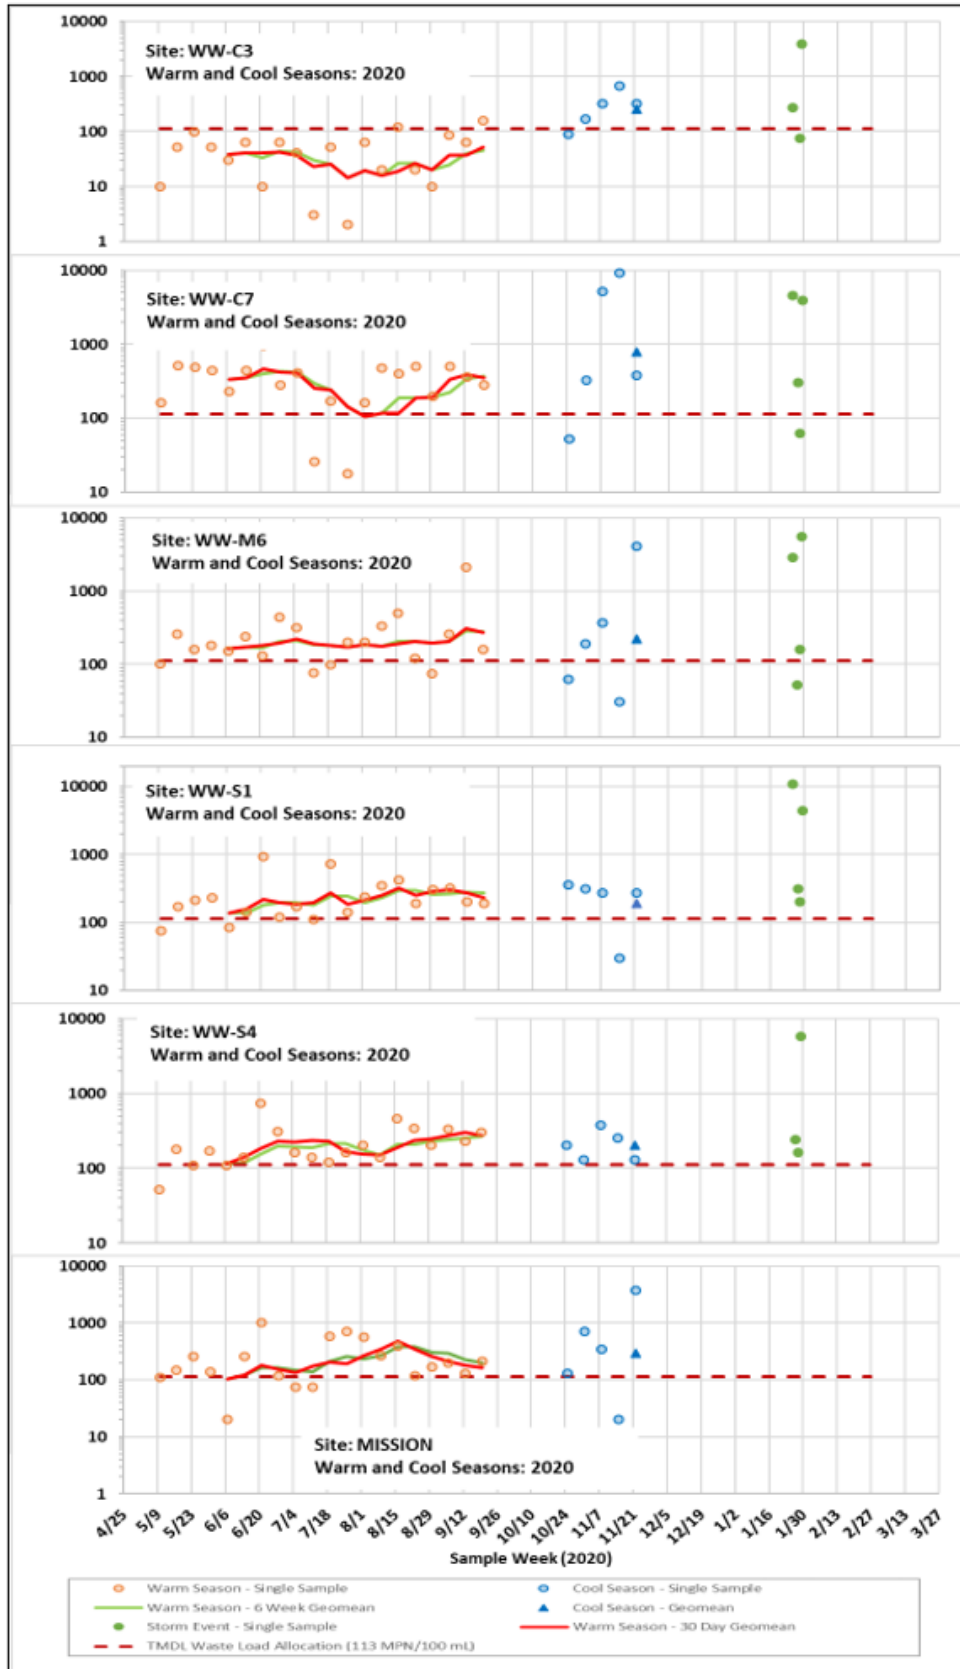 10000
1000
100
10
1
Site: WW-C3
Warm and Cool Seasons: 2020
10000
1000
100
10
Site: WW-C7
Warm and Cool Seasons: 2020
10000
1000
100
10
Site: WW-M6
Warm and Cool Seasons: 2020
10000
1000
100
10
Site: WW-S1
Warm and Cool Seasons: 2020
10000
1000
100
10
Site: WW-S4
Warm and Cool Seasons: 2020
10000
1000
100
10
1
Site: MISSION
Warm and Cool Seasons: 2020
4/25 5/9 5/23 6/6 6/20 7/4 7/18 8/1 8/15 8/29 9/12 9/26 10/10 10/24 11/7 11/21 12/5 12/19 1/2 1/16 1/30 2/13 2/27 3/13 3/27
Sample Week (2020)
Warm Season - Single Sample
Cool Season - Single Sample
Warm Season - 6 Week Geomean
Cool Season - Geomean
Storm Event - Single Sample
Warm Season - 30 Day Geomean
TMDL Waste Load Allocation (113 MPN/100 mL)